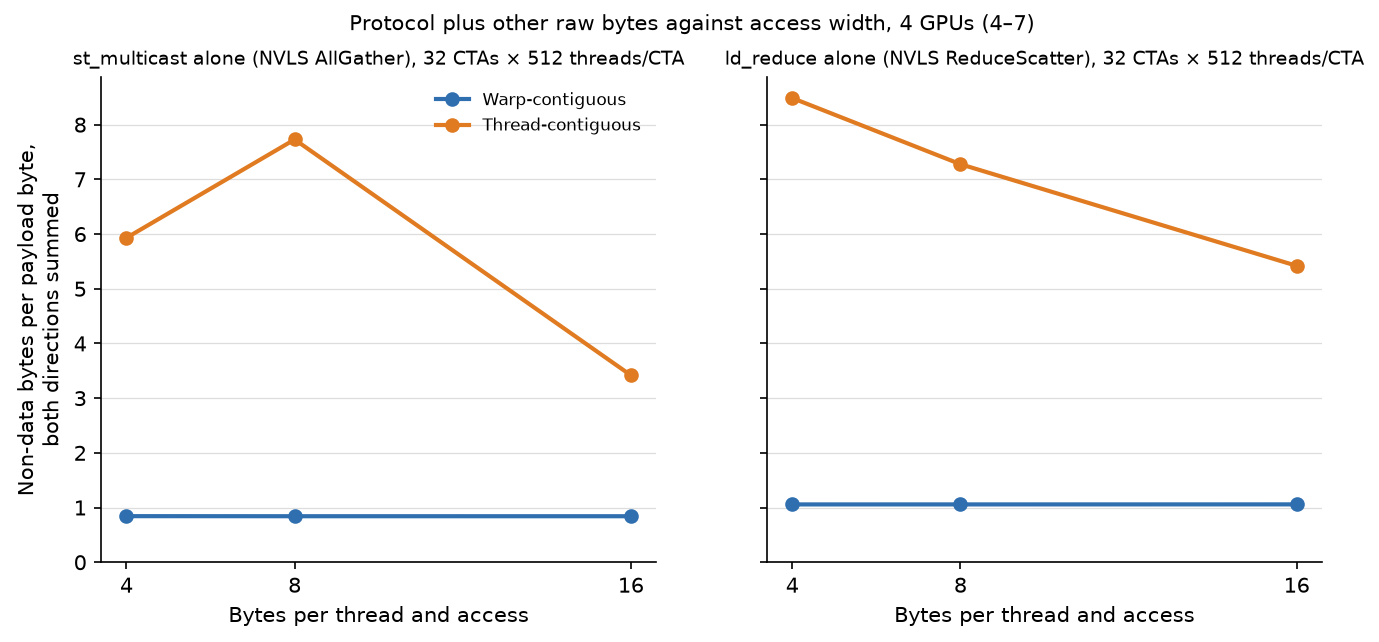 Protocol plus other raw bytes against access width, 4 GPUs (4–7)
st_multicast alone (NVLS AllGather), 32 CTAs × 512 threads/CTA
ld_reduce alone (NVLS ReduceScatter), 32 CTAs × 512 threads/CTA
Warp-contiguous
Thread-contiguous
Non-data bytes per payload byte,
both directions summed
8
7
6
5
4
3
2
1
0
4 8 16
4 8 16
Bytes per thread and access
Bytes per thread and access